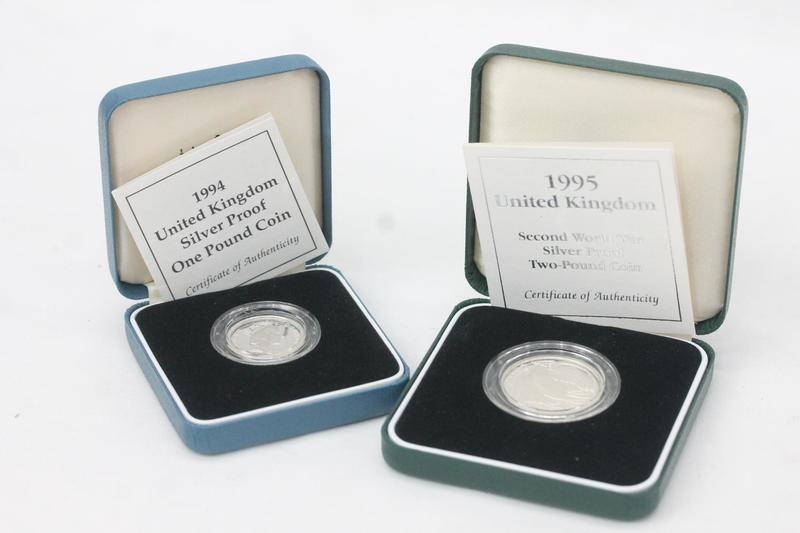 1994
United Kingdom
Silver Proof
One Pound Coin
Certificate of Authenticity
1995
United Kingdom
Second World War
Silver Proof
Two-Pound Coin
Certificate of Authenticity